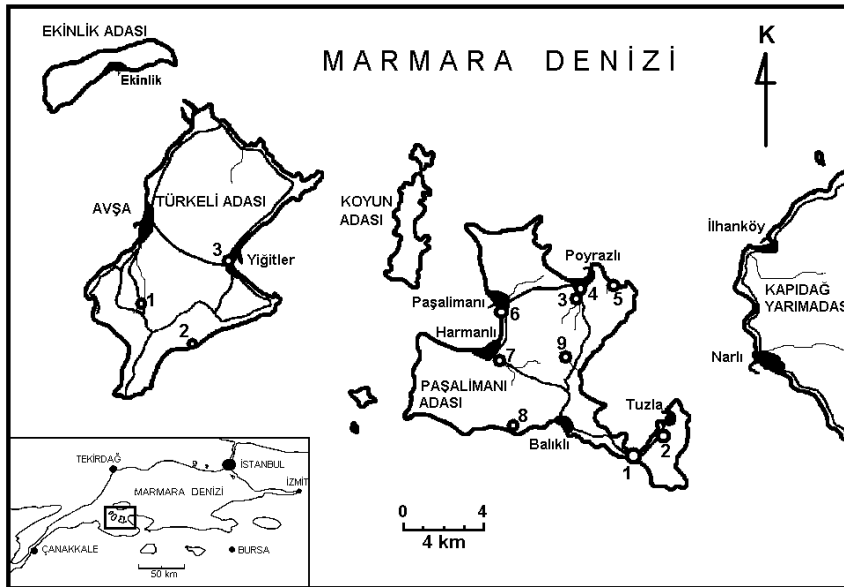 EKİNLİK ADASI
Ekinlik
MARMARA DENİZİ
K
AVŞA
TÜRKELİ ADASI
3
Yiğitler
1
2
KOYUN
ADASI
Poyrazlı
3
4
5
Paşalimanı
6
Harmanlı
7
9
PAŞALİMANI
ADASI
8
Balıklı
Tuzla
2
1
İlhanköy
KAPIDAĞ
YARIMADAS
Narlı
0 4
4 km
TEKİRDAĞ
İSTANBUL
İZMİT
MARMARA DENİZİ
ÇANAKKALE
BURSA
50 km